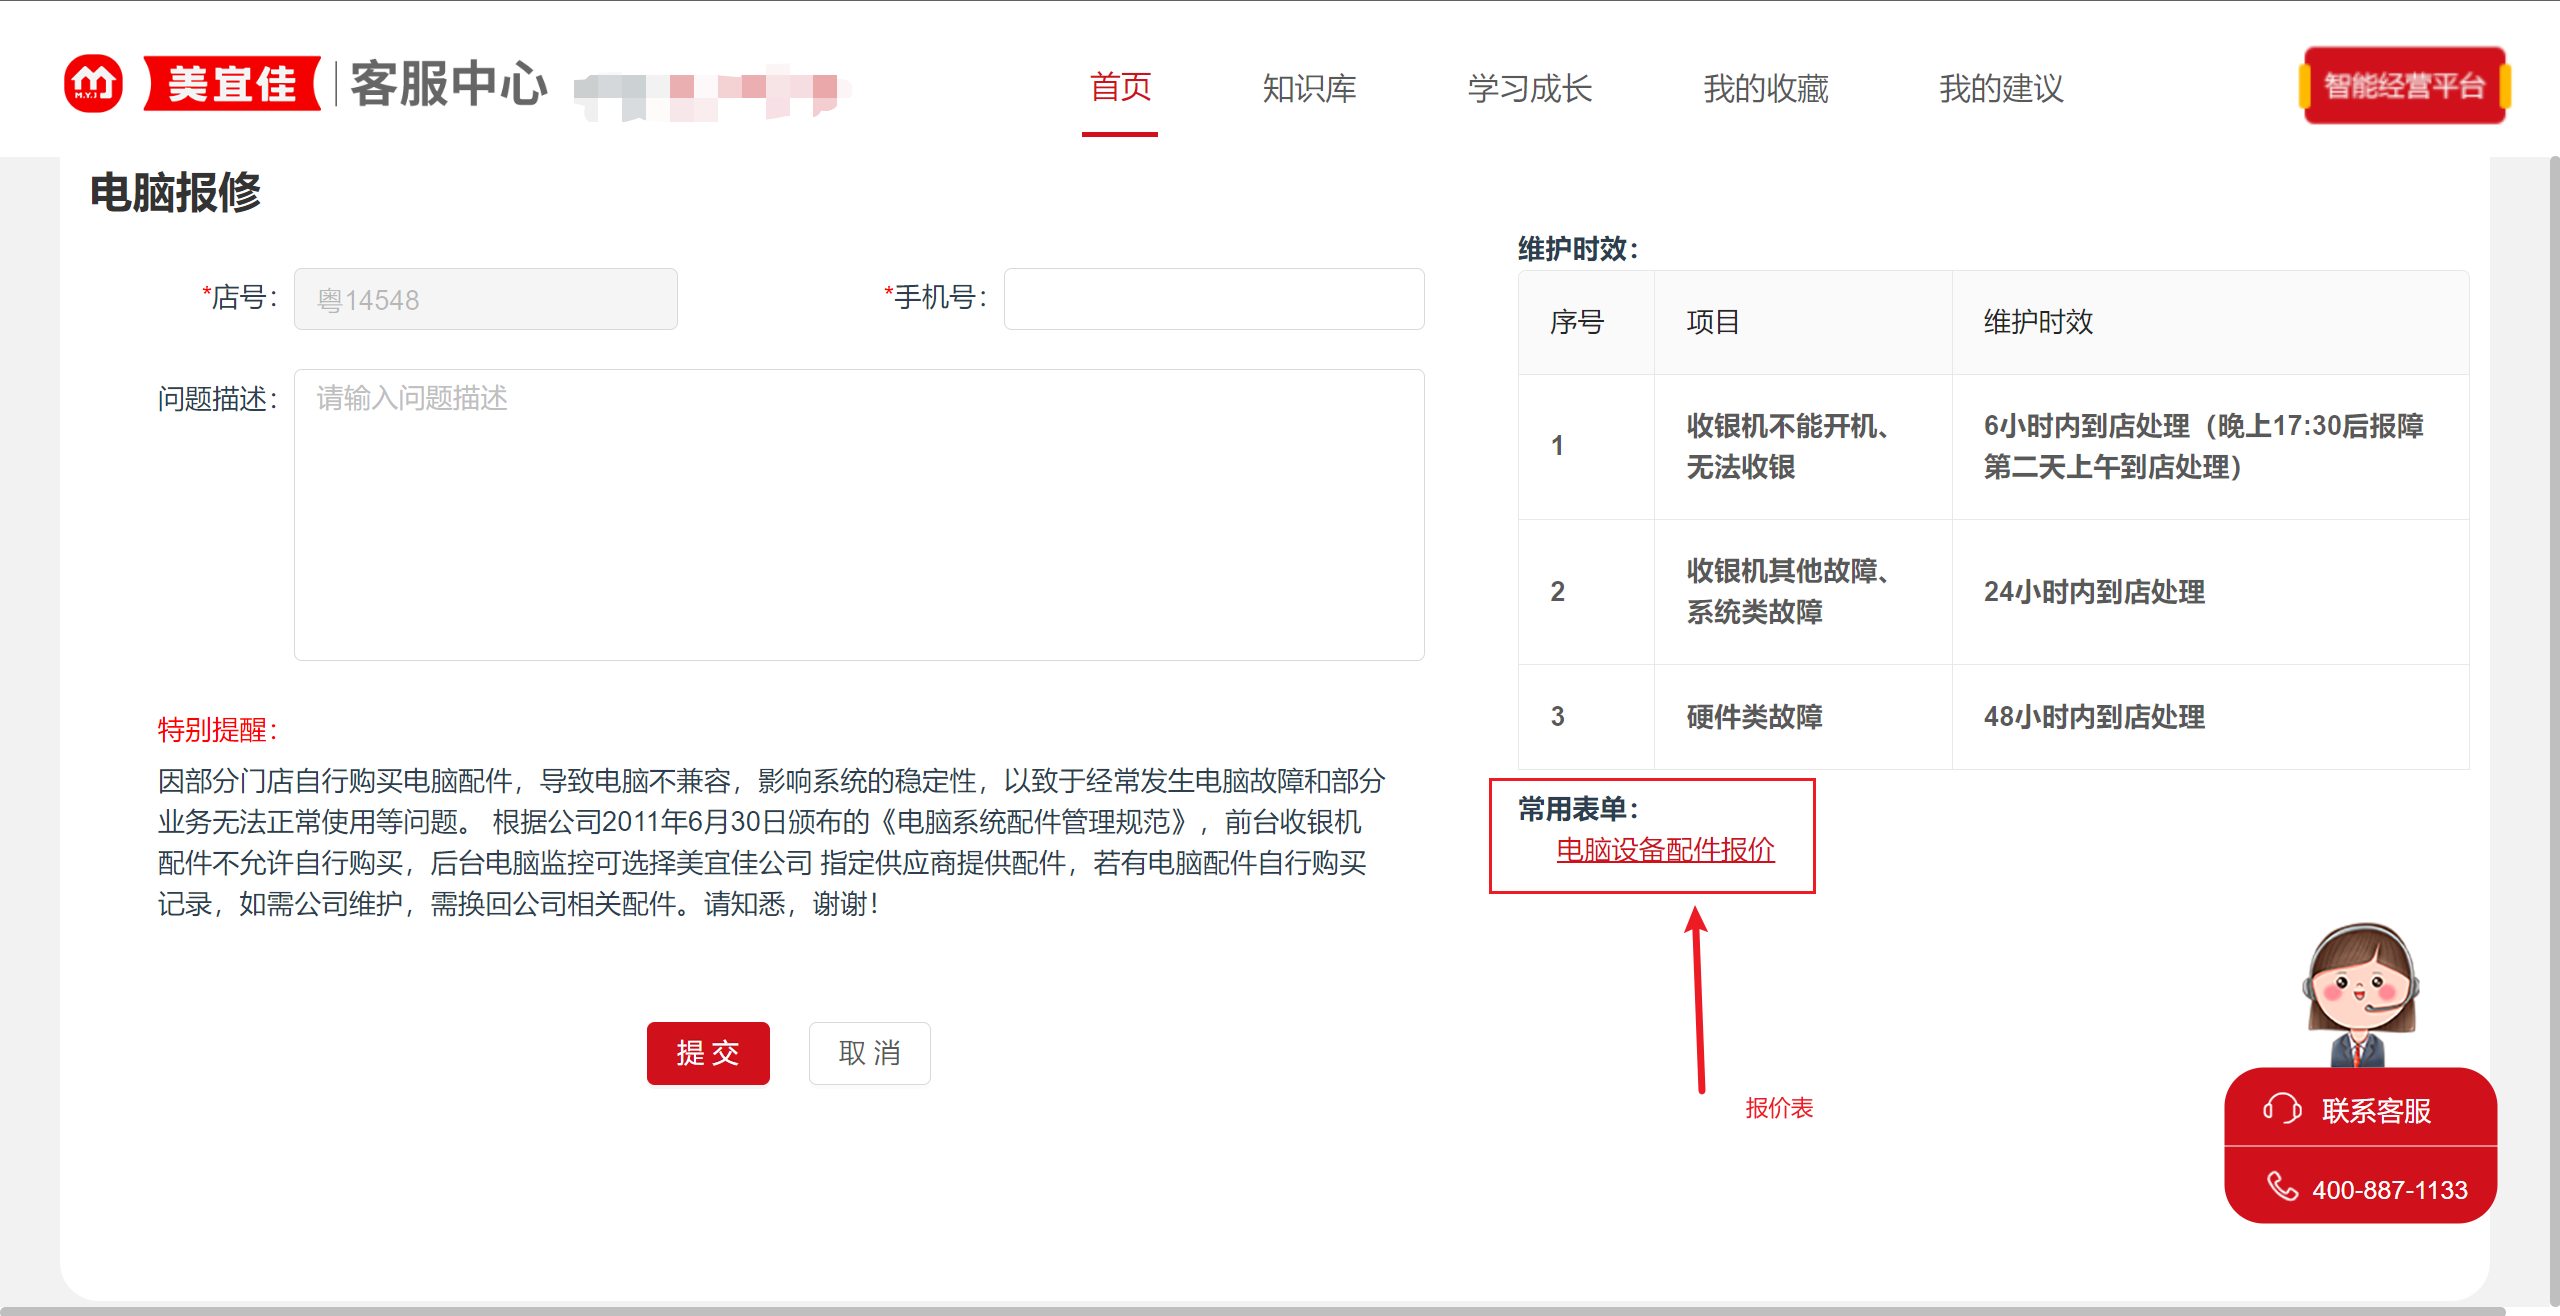 M.Y.J
美宜佳
客服中心
首页
知识库
学习成长
我的收藏
我的建议
智能经营平台
电脑报修
*店号：
粤14548
*手机号：
问题描述：
请输入问题描述
特别提醒：
因部分门店自行购买电脑配件，导致电脑不兼容，影响系统的稳定性，以致于经常发生电脑故障和部分
业务无法正常使用等问题。 根据公司2011年6月30日颁布的《电脑系统配件管理规范》，前台收银机
配件不允许自行购买，后台电脑监控可选择美宜佳公司 指定供应商提供配件，若有电脑配件自行购买
记录，如需公司维护，需换回公司相关配件。请知悉，谢谢！
提 交
取 消
维护时效：
序号 项目 维护时效
1 收银机不能开机、
无法收银
6小时内到店处理（晚上17:30后报障
第二天上午到店处理）
2 收银机其他故障、
系统类故障
24小时内到店处理
3 硬件类故障 48小时内到店处理
常用表单：
电脑设备配件报价
报价表
联系客服
400-887-1133